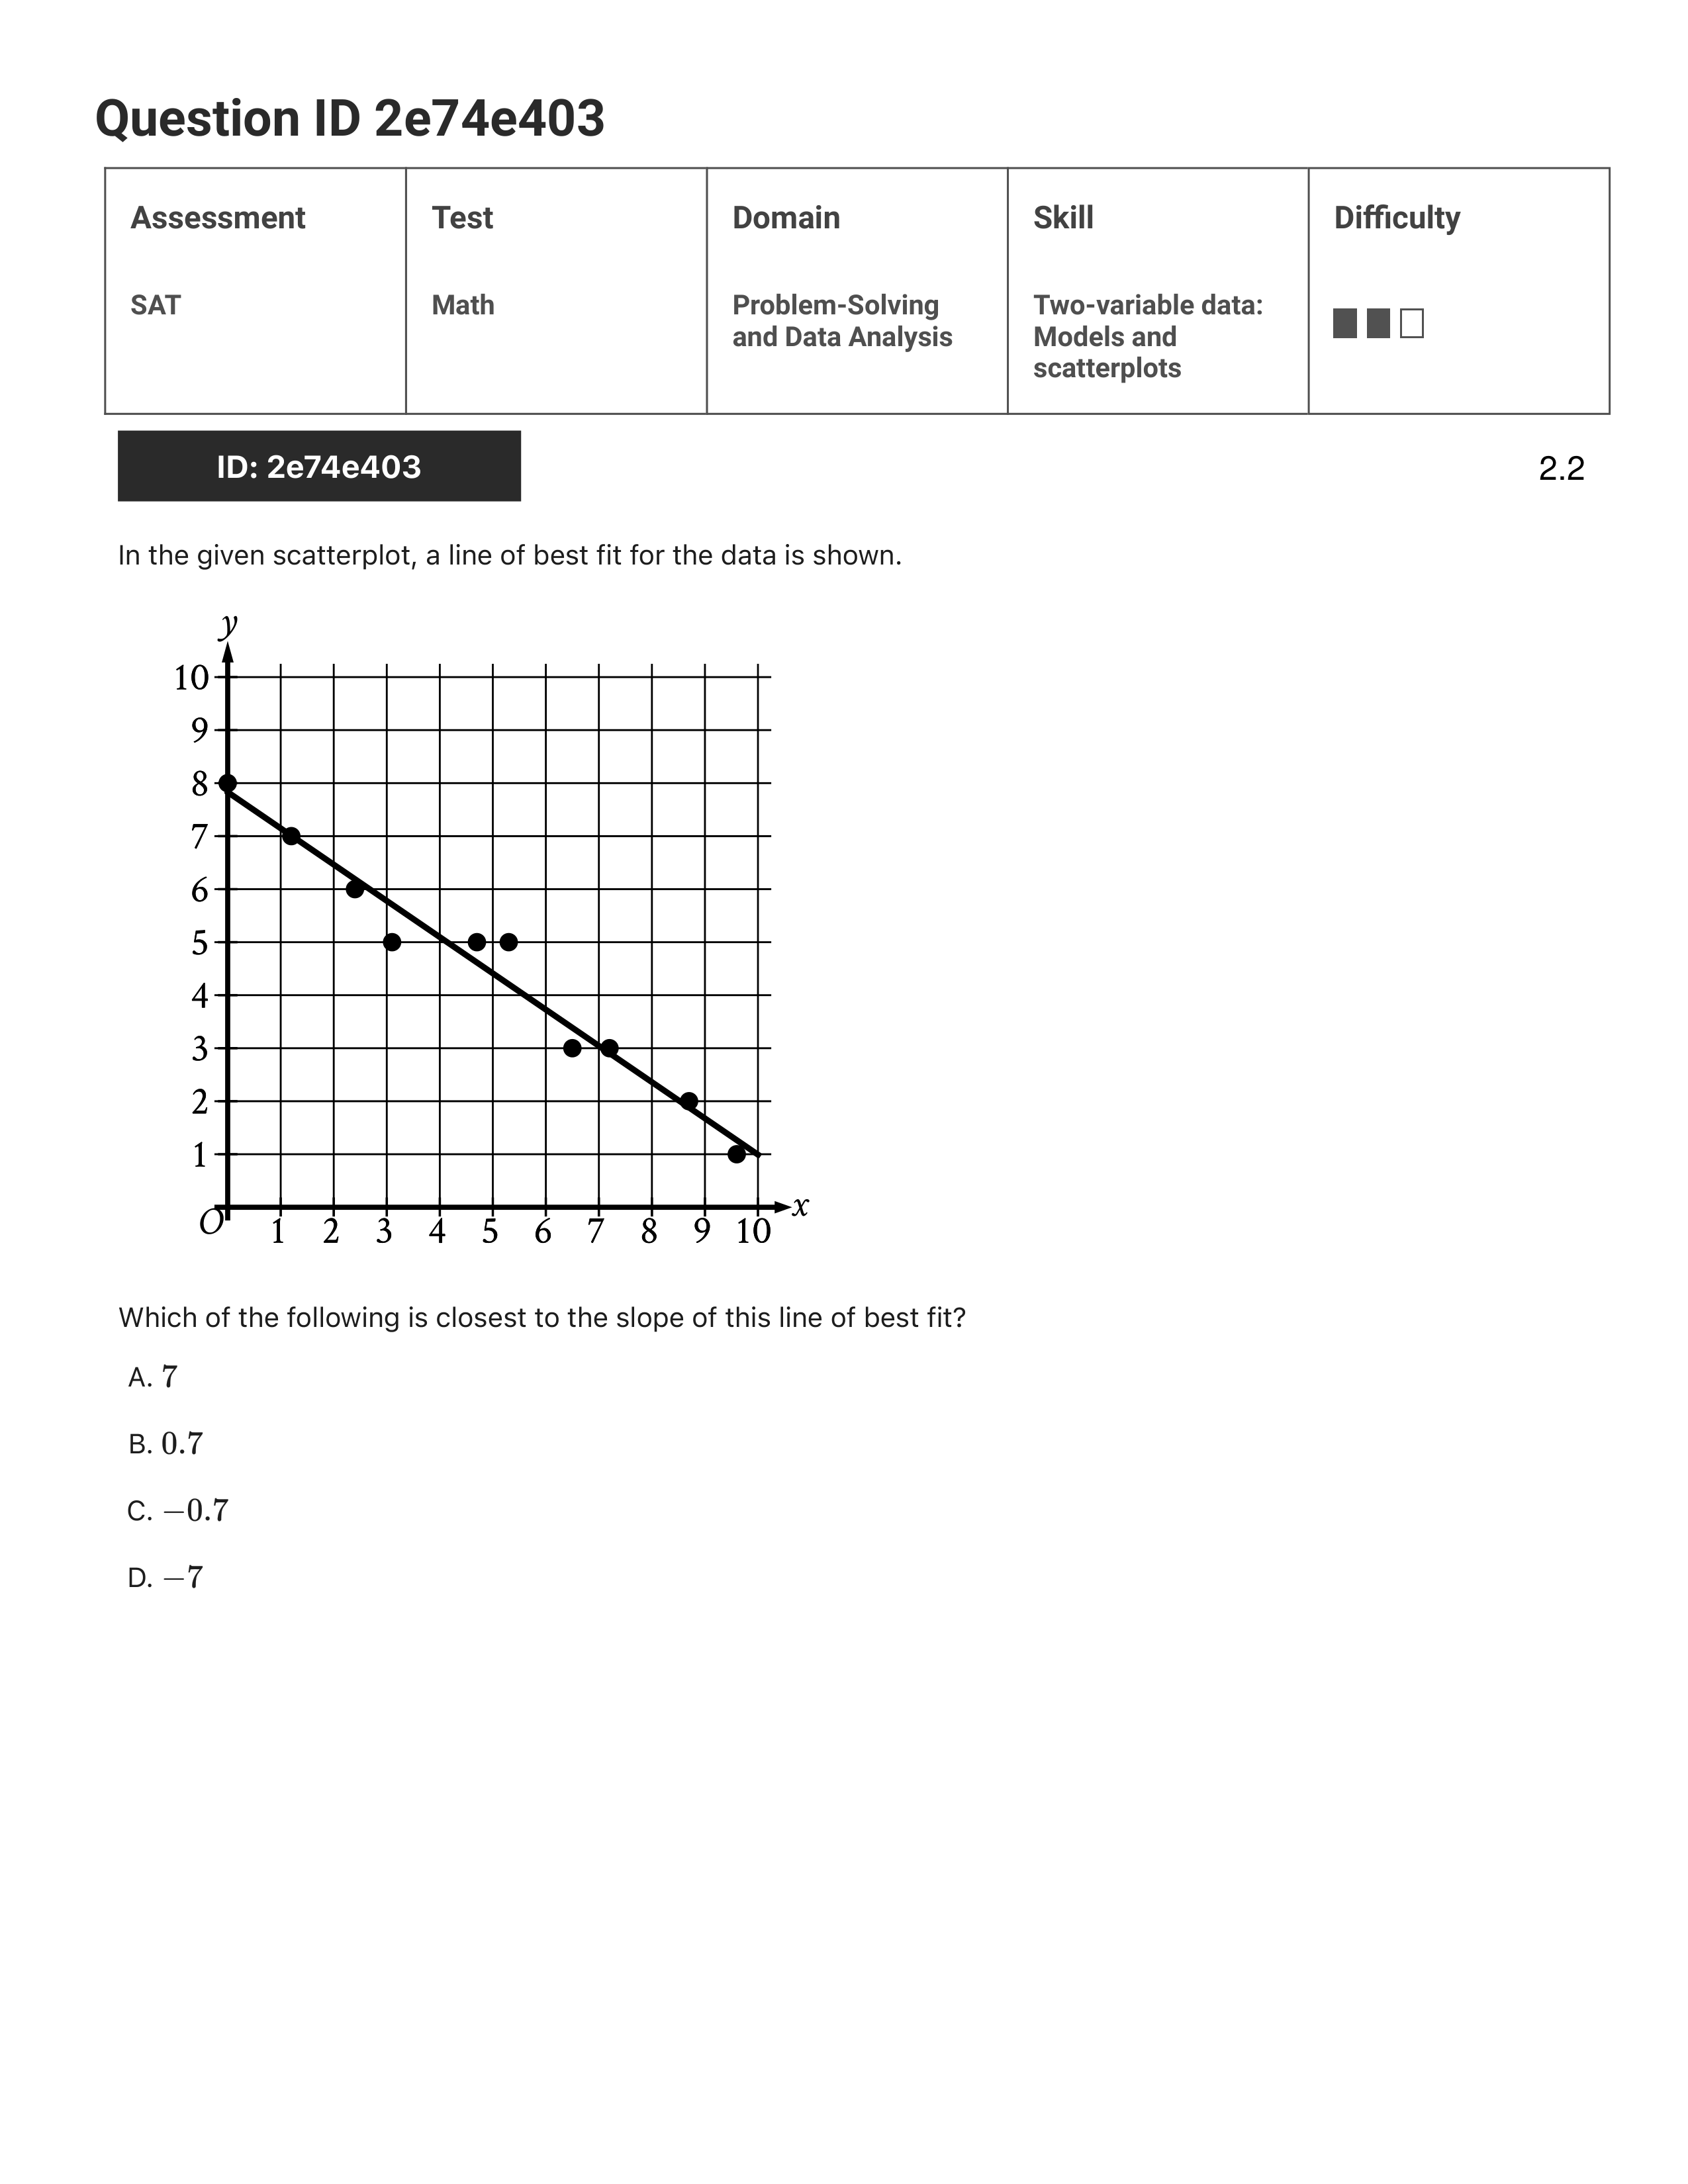 Question ID 2e74e403
Assessment Test Domain Skill Difficulty
SAT Math Problem-Solving and Data Analysis Two-variable data: Models and scatterplots
ID: 2e74e403 2.2
In the given scatterplot, a line of best fit for the data is shown.
y
10
9
8
7
6
5
4
3
2
1
O 1 2 3 4 5 6 7 8 9 10 x
Which of the following is closest to the slope of this line of best fit?
A. 7
B. 0.7
C. −0.7
D. −7